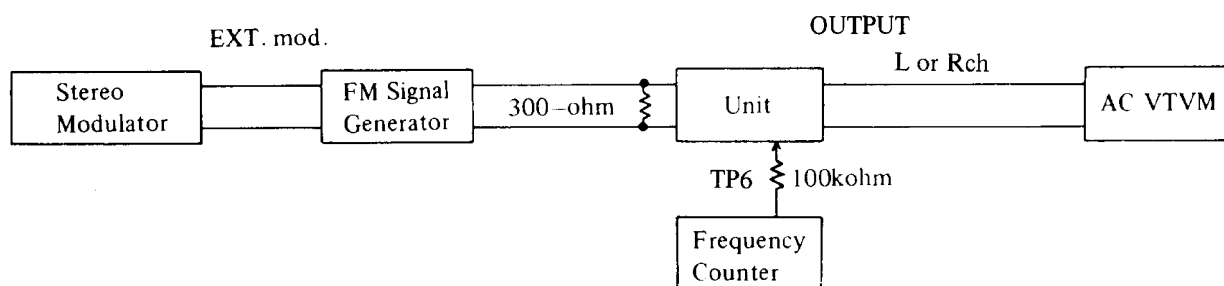 EXT. mod.
OUTPUT
L or Rch
Stereo
Modulator
FM Signal
Generator
300-ohm
Unit
AC VTVM
TP6
100kohm
Frequency
Counter